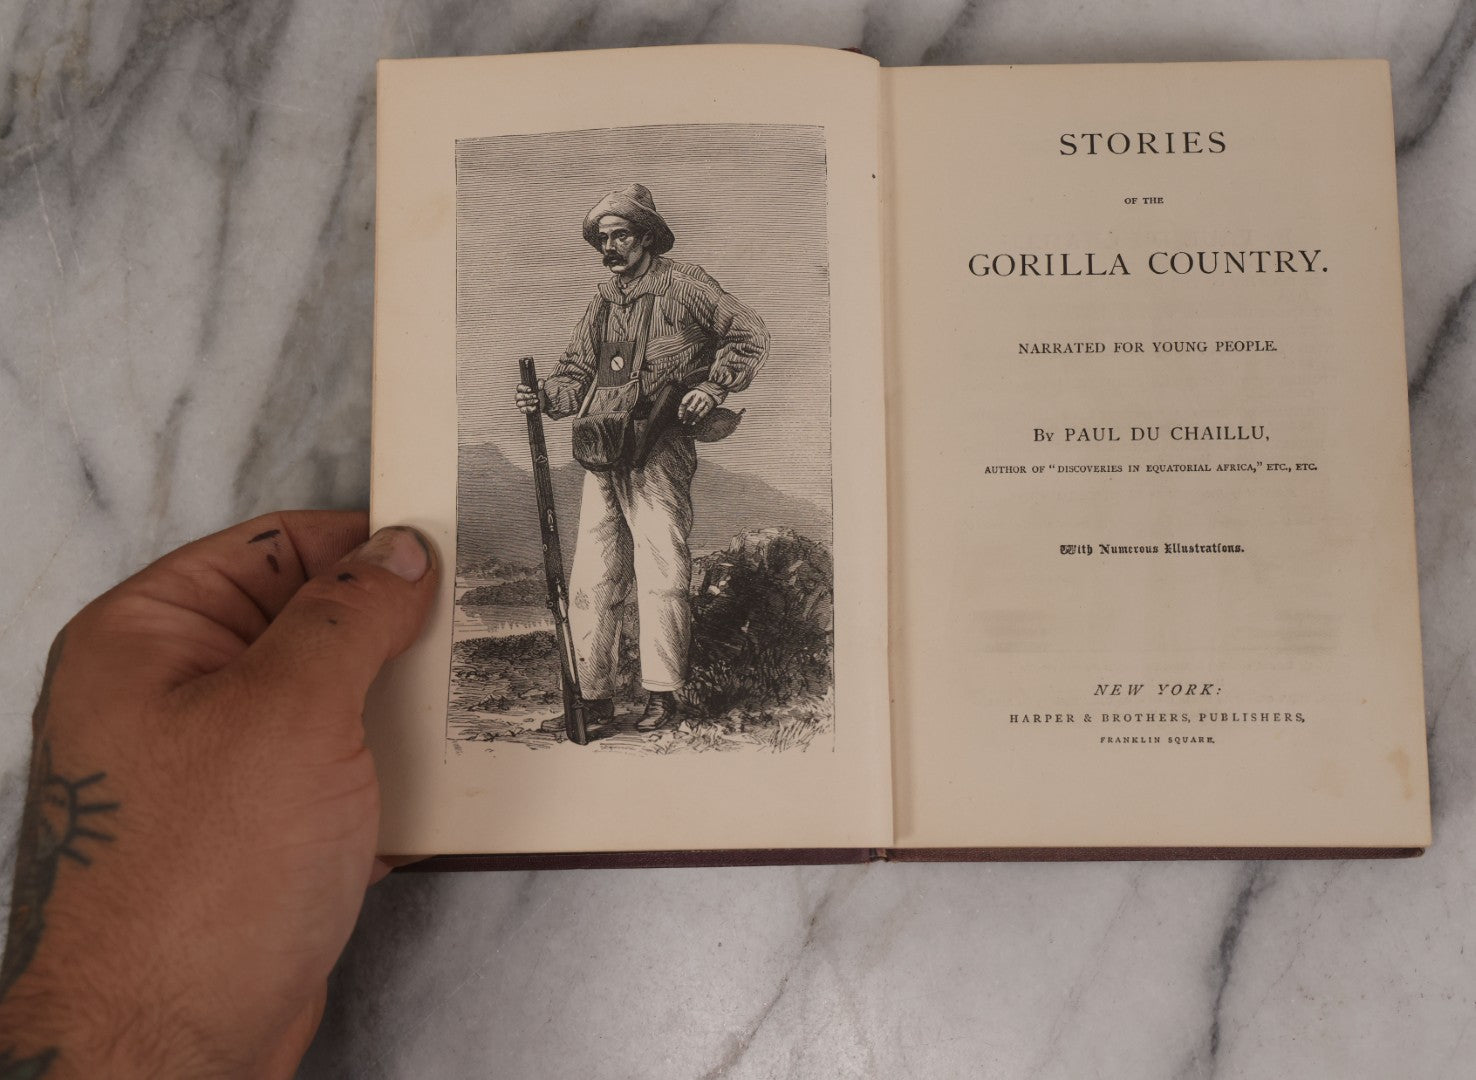 STORIES
OF THE
GORILLA COUNTRY.
NARRATED FOR YOUNG PEOPLE.
By PAUL DU CHAILLU,
AUTHOR OF "DISCOVERIES IN EQUATORIAL AFRICA," ETC., ETC.
With Numerous Illustrations.
NEW YORK:
HARPER & BROTHERS, PUBLISHERS,
FRANKLIN SQUARE.